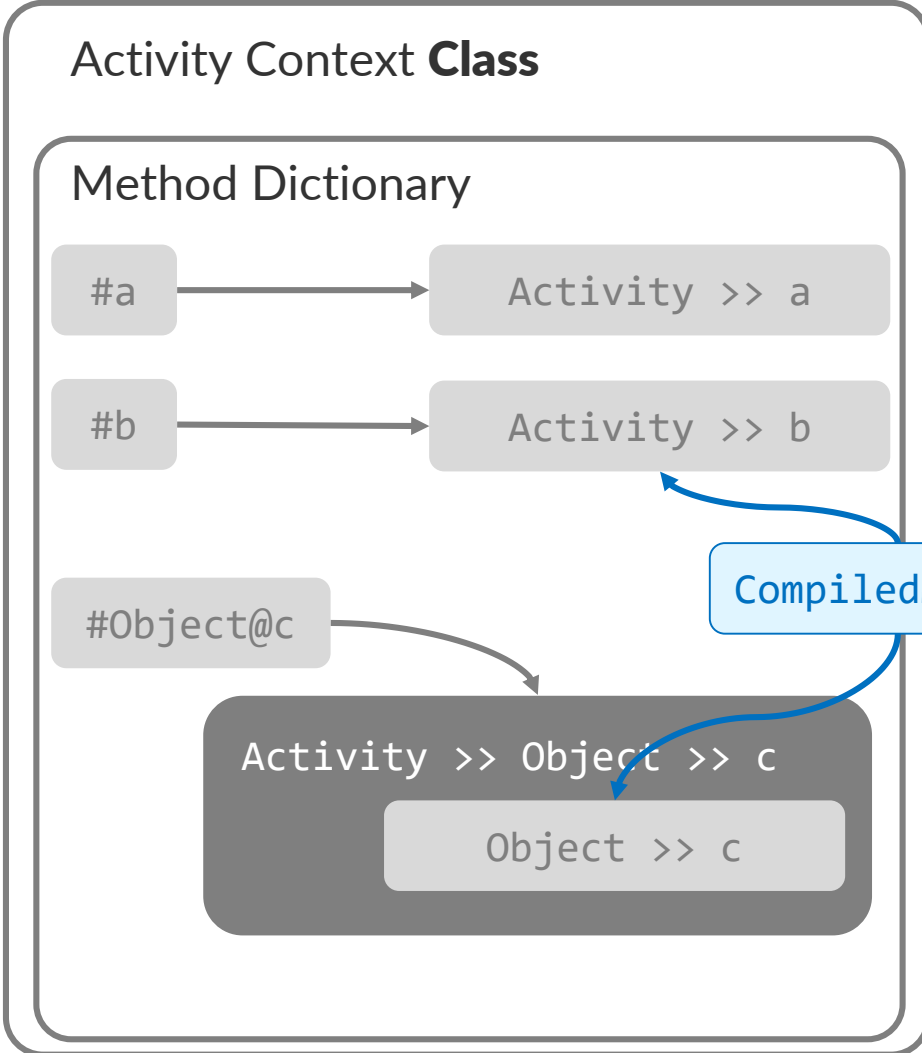 Activity Context Class
Method Dictionary
#a
Activity >> a
#b
Activity >> b
Compiled
#Object@c
Activity >> Object >> c
Object >> c